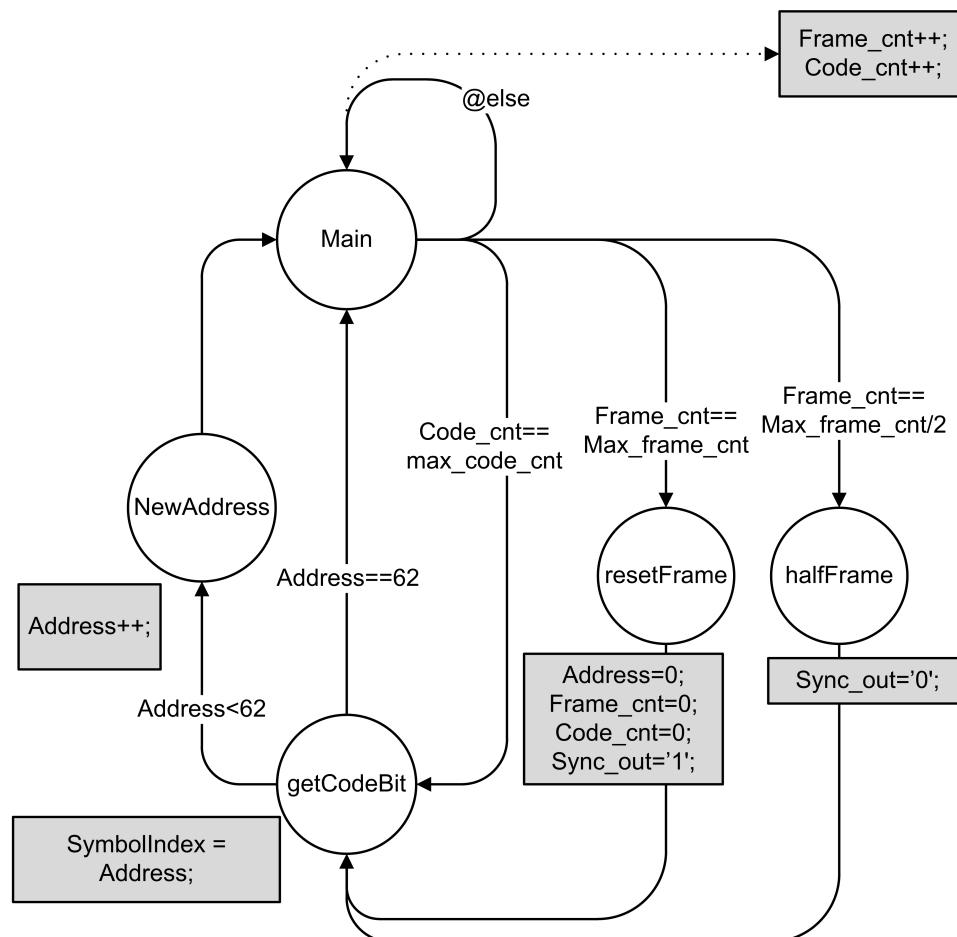 Frame_cnt++;
Code_cnt++;
@else
Main
Code_cnt==
max_code_cnt
Frame_cnt==
Max_frame_cnt
Frame_cnt==
Max_frame_cnt/2
NewAddress
Address==62
resetFrame
halfFrame
Address++;
Address<62
Address=0;
Frame_cnt=0;
Code_cnt=0;
Sync_out=’1';
Sync_out=’0';
getCodeBit
SymbolIndex =
Address;